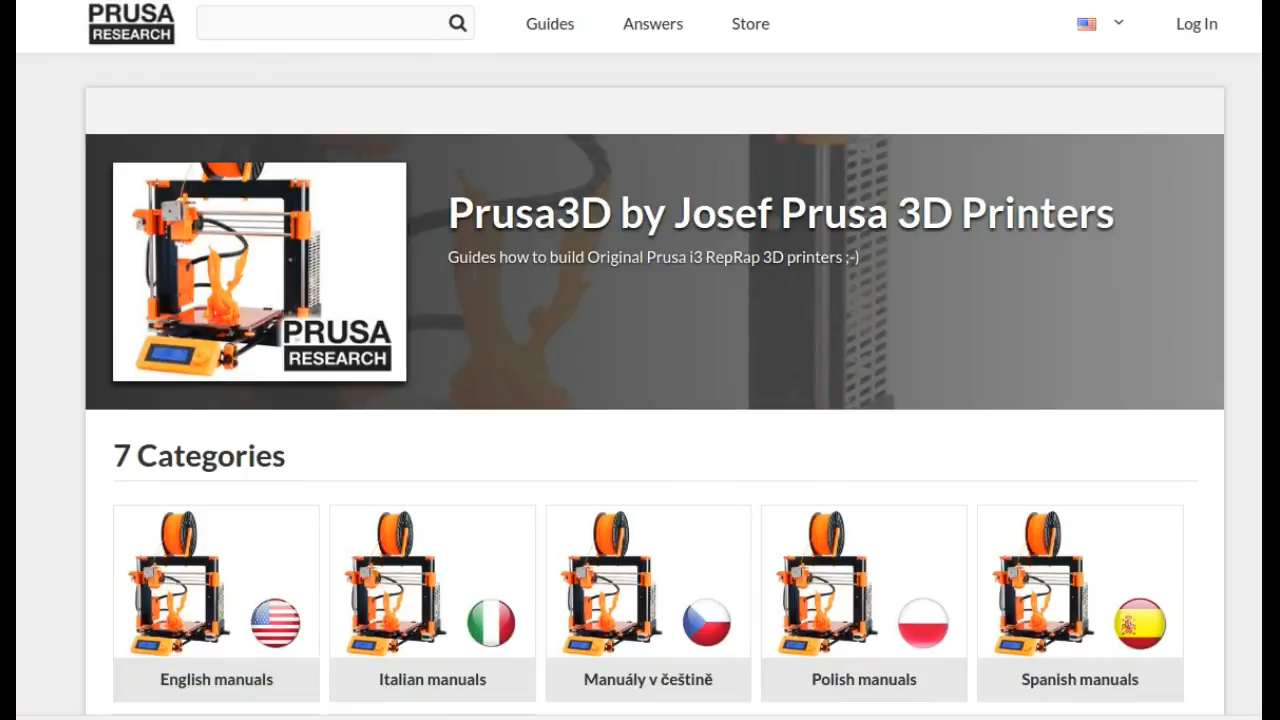 PRUSA
RESEARCH
Guides
Answers
Store
Log In
Prusa3D by Josef Prusa 3D Printers
Guides how to build Original Prusa i3 RepRap 3D printers ;-)
PRUSA
RESEARCH
7 Categories
English manuals
Italian manuals
Manuály v češtině
Polish manuals
Spanish manuals